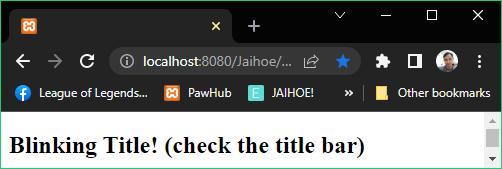 localhost:8080/Jaihoe/...
League of Legends... PawHub E JAIHOE! » Other bookmarks
Blinking Title! (check the title bar)